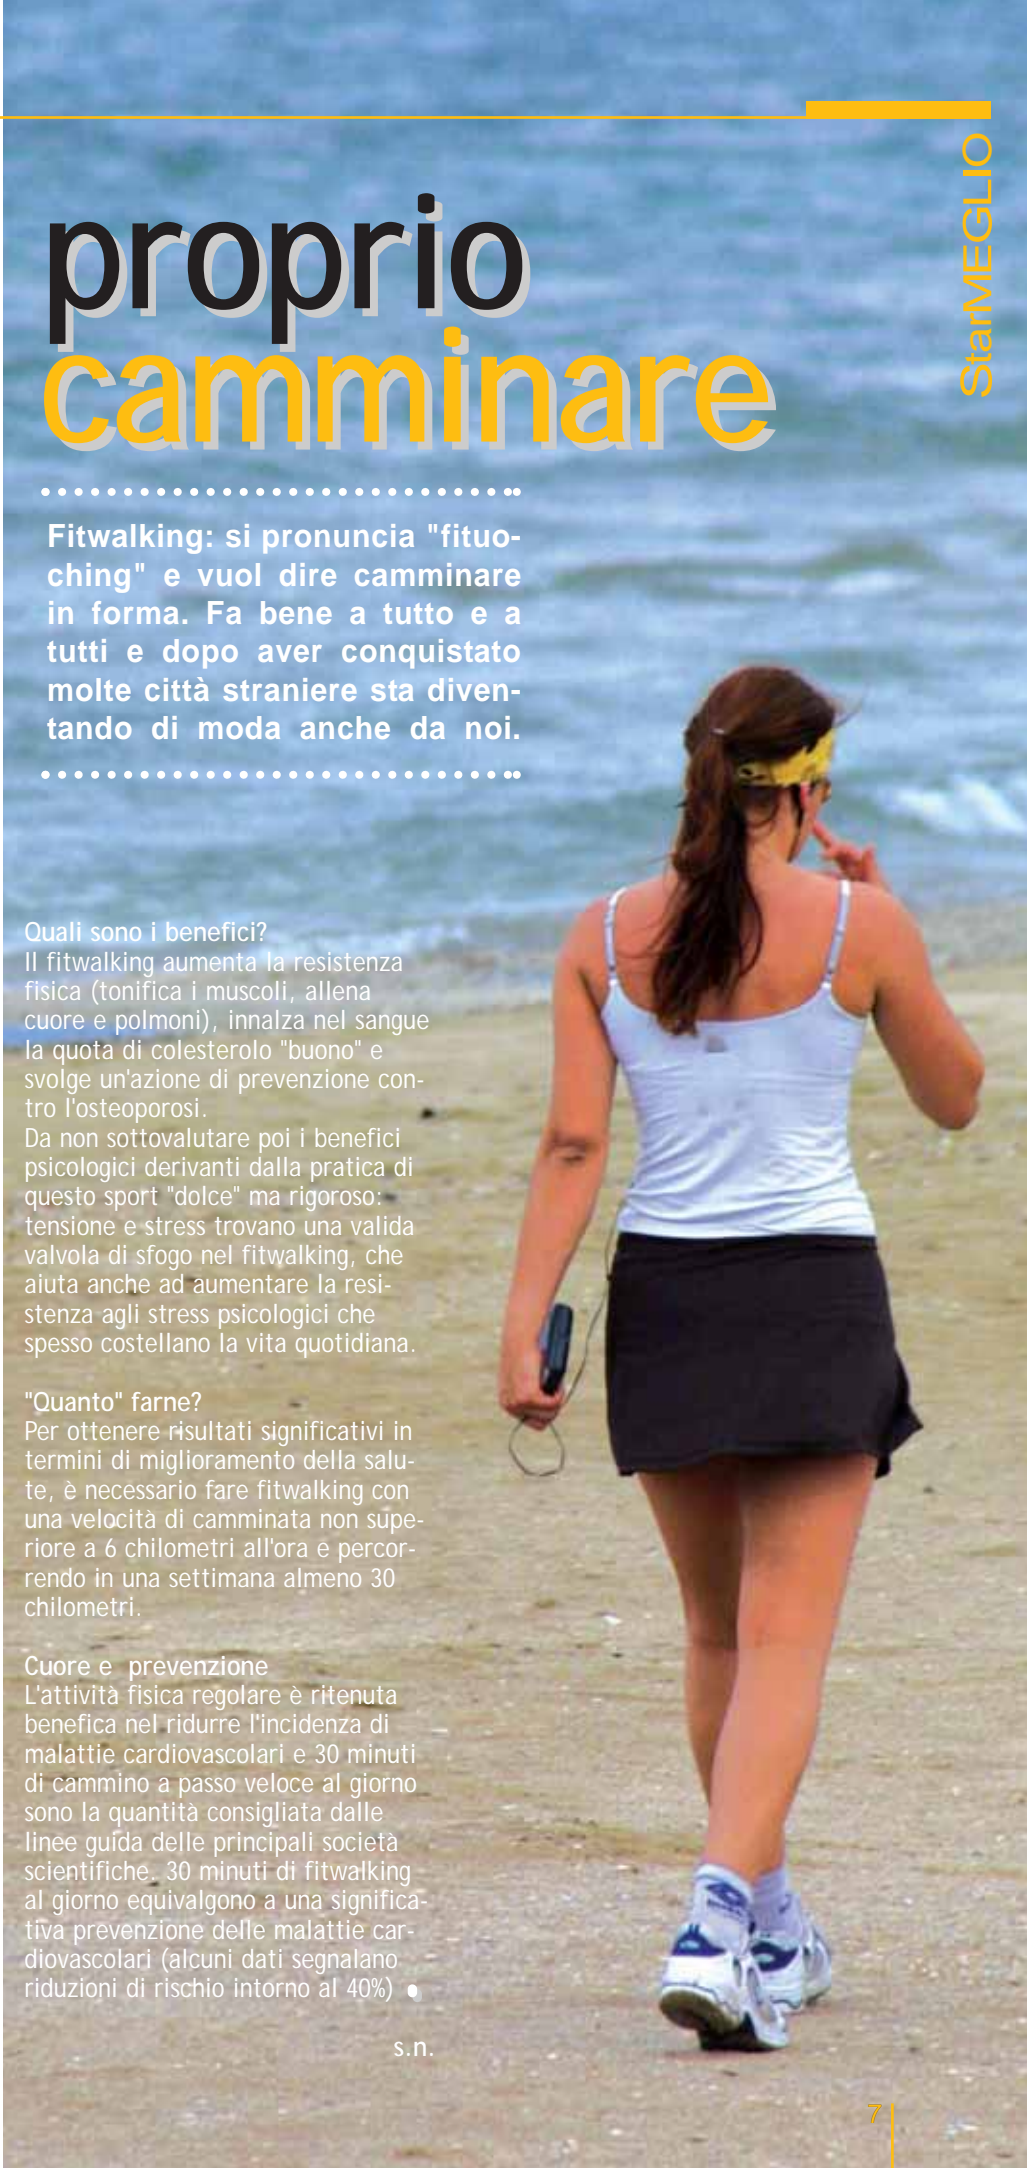 StarMEGLIO
proprio
camminare
Fitwalking: si pronuncia "fituo-
ching" e vuol dire camminare
in forma. Fa bene a tutto e a
tutti e dopo aver conquistato
molte città straniere sta diven-
tando di moda anche da noi.
Quali sono i benefici?
Il fitwalking aumenta la resistenza
fisica (tonifica i muscoli, allena
cuore e polmoni), innalza nel sangue
la quota di colesterolo "buono" e
svolge un'azione di prevenzione con-
tro l'osteoporosi.
Da non sottovalutare poi i benefici
psicologici derivanti dalla pratica di
questo sport "dolce" ma rigoroso:
tensione e stress trovano una valida
valvola di sfogo nel fitwalking, che
aiuta anche ad aumentare la resi-
stenza agli stress psicologici che
spesso costellano la vita quotidiana.
"Quanto" farne?
Per ottenere risultati significativi in
termini di miglioramento della salu-
te, è necessario fare fitwalking con
una velocità di camminata non supe-
riore a 6 chilometri all'ora e percor-
rendo in una settimana almeno 30
chilometri.
Cuore e  prevenzione
L'attività fisica regolare è ritenuta
benefica nel ridurre l'incidenza di
malattie cardiovascolari e 30 minuti
di cammino a passo veloce al giorno
sono la quantità consigliata dalle
linee guida delle principali società
scientifiche. 30 minuti di fitwalking
al giorno equivalgono a una significa-
tiva prevenzione delle malattie car-
diovascolari (alcuni dati segnalano
riduzioni di rischio intorno al 40%)
s.n.
7